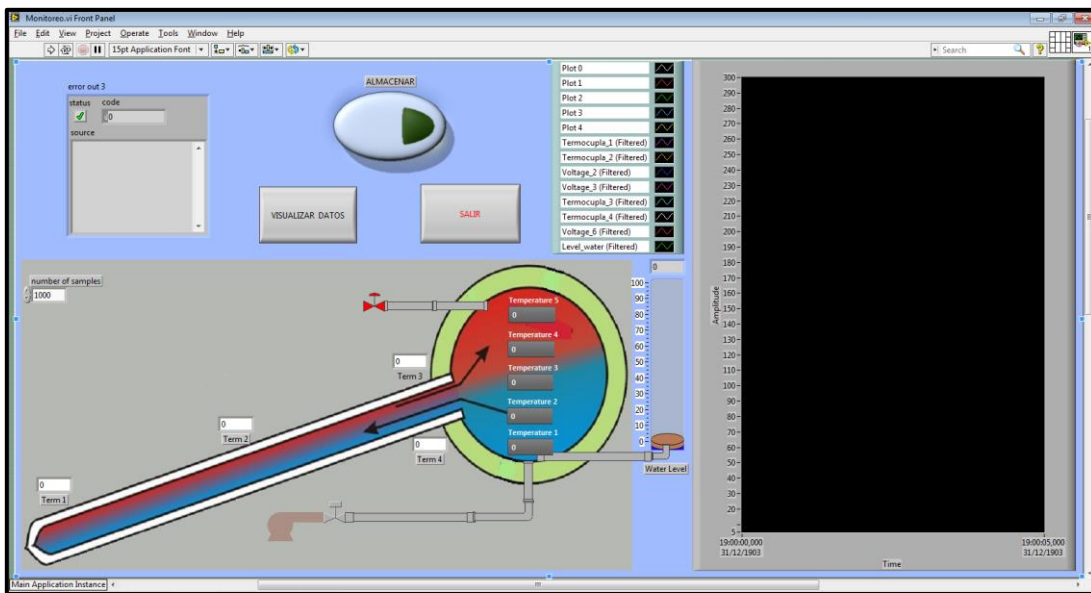 Monitoreo.vi Front Panel
File Edit View Project Operate Tools Window Help
15pt Application Font
Search
error out 3
status code
0
source
ALMACENAR
VISUALIZAR DATOS
SALIR
Plot 0
Plot 1
Plot 2
Plot 3
Plot 4
Termocupla_1 (Filtered)
Termocupla_2 (Filtered)
Voltage_2 (Filtered)
Voltage_3 (Filtered)
Termocupla_3 (Filtered)
Termocupla_4 (Filtered)
Voltage_6 (Filtered)
Level_water (Filtered)
number of samples
1000
Temperature 5
0
Temperature 4
0
Temperature 3
0
Temperature 2
0
Temperature 1
0
0
Term 3
0
Term 2
0
Term 4
0
Term 1
0
100
90
80
70
60
50
40
30
20
10
0
Water Level
Amplitude
300
290
280
270
260
250
240
230
220
210
200
190
180
170
160
150
140
130
120
110
100
90
80
70
60
50
40
30
20
5
19:00:00,000
31/12/1903
19:00:05,000
31/12/1903
Time
Main Application Instance